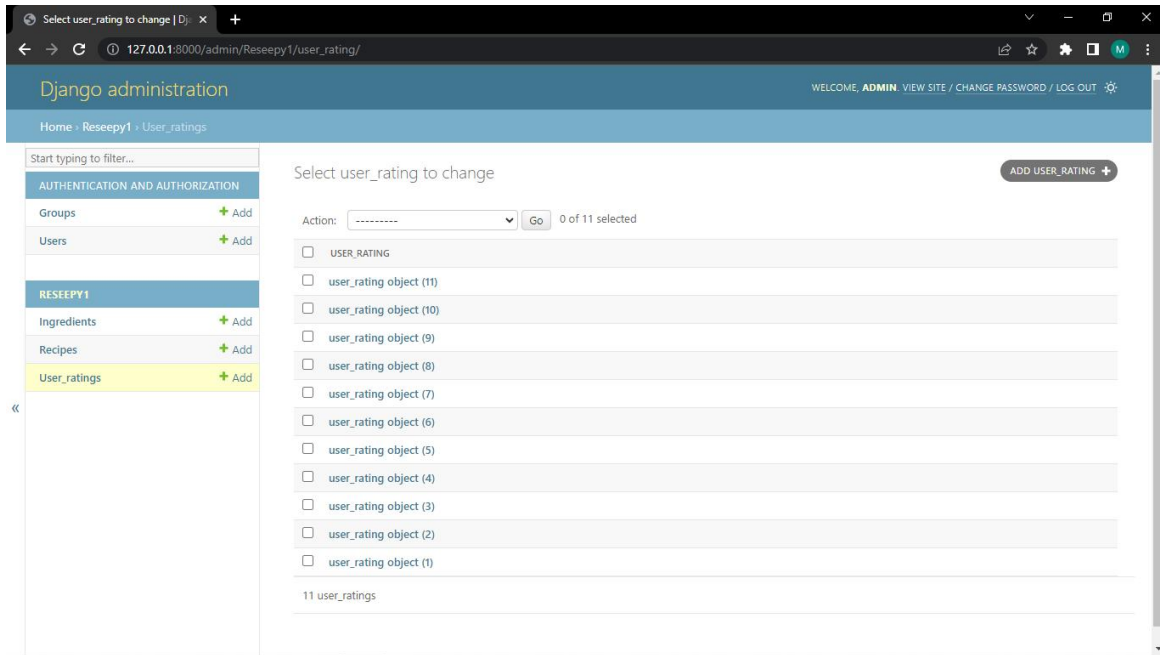 Select user_rating to change | Dja
127.0.0.1:8000/admin/Reseepy1/user_rating/
M
Django administration
WELCOME, ADMIN. VIEW SITE / CHANGE PASSWORD / LOG OUT
Home › Reseepy1 › User_ratings
Start typing to filter...
AUTHENTICATION AND AUTHORIZATION
Groups + Add
Users + Add
RESEEPY1
Ingredients + Add
Recipes + Add
User_ratings + Add
«
Select user_rating to change
ADD USER_RATING +
Action: --------- Go 0 of 11 selected
USER_RATING
user_rating object (11)
user_rating object (10)
user_rating object (9)
user_rating object (8)
user_rating object (7)
user_rating object (6)
user_rating object (5)
user_rating object (4)
user_rating object (3)
user_rating object (2)
user_rating object (1)
11 user_ratings